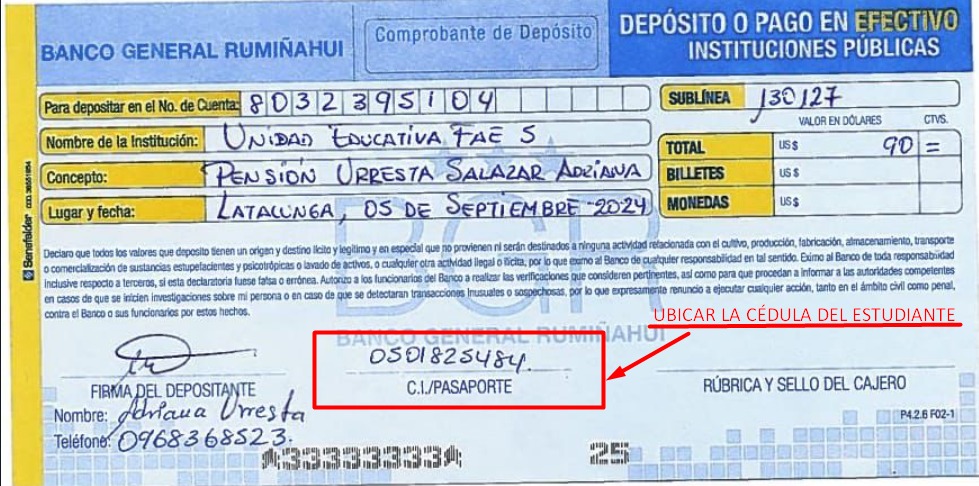 BANCO GENERAL RUMIÑAHUI
Comprobante de Depósito
DEPÓSITO O PAGO EN EFECTIVO
INSTITUCIONES PÚBLICAS
Para depositar en el No. de Cuenta: 8032395104
SUBLÍNEA 130127
Nombre de la Institución: UNIDAD EDUCATIVA FAE 5
VALOR EN DÓLARES CTVS.
TOTAL US $ 90 =
Concepto: PENSIÓN URRESTA SALAZAR ADRIANA
BILLETES US $
Lugar y fecha: LATACUNGA, 05 DE SEPTIEMBRE-2024
MONEDAS US $
Declaro que todos los valores que deposito tienen un origen y destino lícito y legítimo y en especial que no provienen ni serán destinados a ninguna actividad relacionada con el cultivo, producción, fabricación, almacenamiento, transporte
o comercialización de sustancias estupefacientes y psicotrópicas o lavado de activos, o cualquier otra actividad ilegal o ilícita, por lo que eximo al Banco de cualquier responsabilidad en tal sentido. Eximo al Banco de toda responsabilidad
inclusive respecto a terceros, si esta declaratoria fuese falsa o errónea. Autorizo a los funcionarios del Banco a realizar las verificaciones que consideren pertinentes, así como para que procedan a informar a las autoridades competentes
en casos de que se inicien investigaciones sobre mi persona o en caso de que se detectaran transacciones inusuales o sospechosas, por lo que expresamente renuncio a ejecutar cualquier acción, tanto en el ámbito civil como penal,
contra el Banco o sus funcionarios por estos hechos.
BGR
BANCO GENERAL RUMIÑAHUI
UBICAR LA CÉDULA DEL ESTUDIANTE
0501825484.
FIRMA DEL DEPOSITANTE
C.I./PASAPORTE
RÚBRICA Y SELLO DEL CAJERO
Nombre: Adriana Urresta
P4.2.6 F02-1
Teléfono: 0968368523.
A33333333A 25